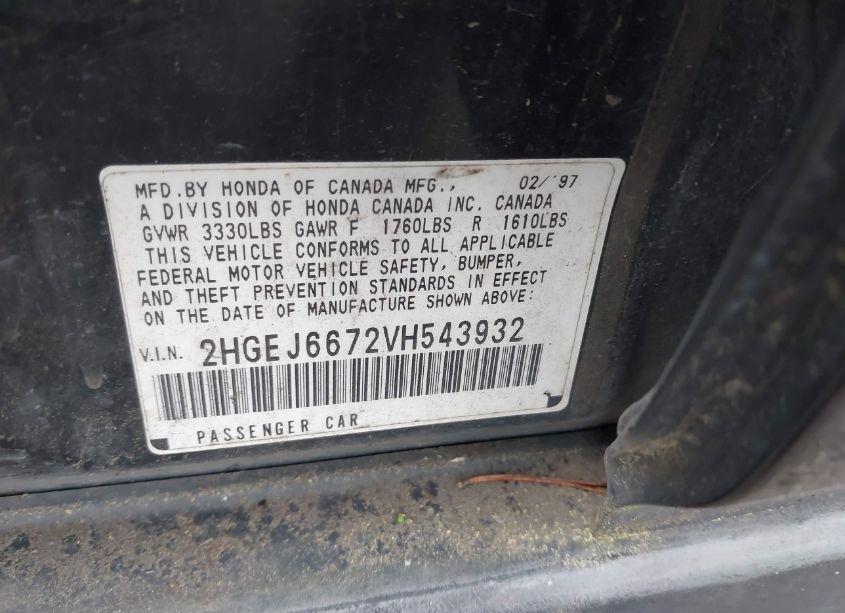 MFD.BY HONDA OF CANADA MFG., 02/'97
A DIVISION OF HONDA CANADA INC. CANADA
GVWR 3330LBS GAWR F 1760LBS R 1610LBS
THIS VEHICLE CONFORMS TO ALL APPLICABLE
FEDERAL MOTOR VEHICLE SAFETY, BUMPER,
AND THEFT PREVENTION STANDARDS IN EFFECT
ON THE DATE OF MANUFACTURE SHOWN ABOVE:
V.I.N. 2HGEJ6672VH543932
PASSENGER CAR